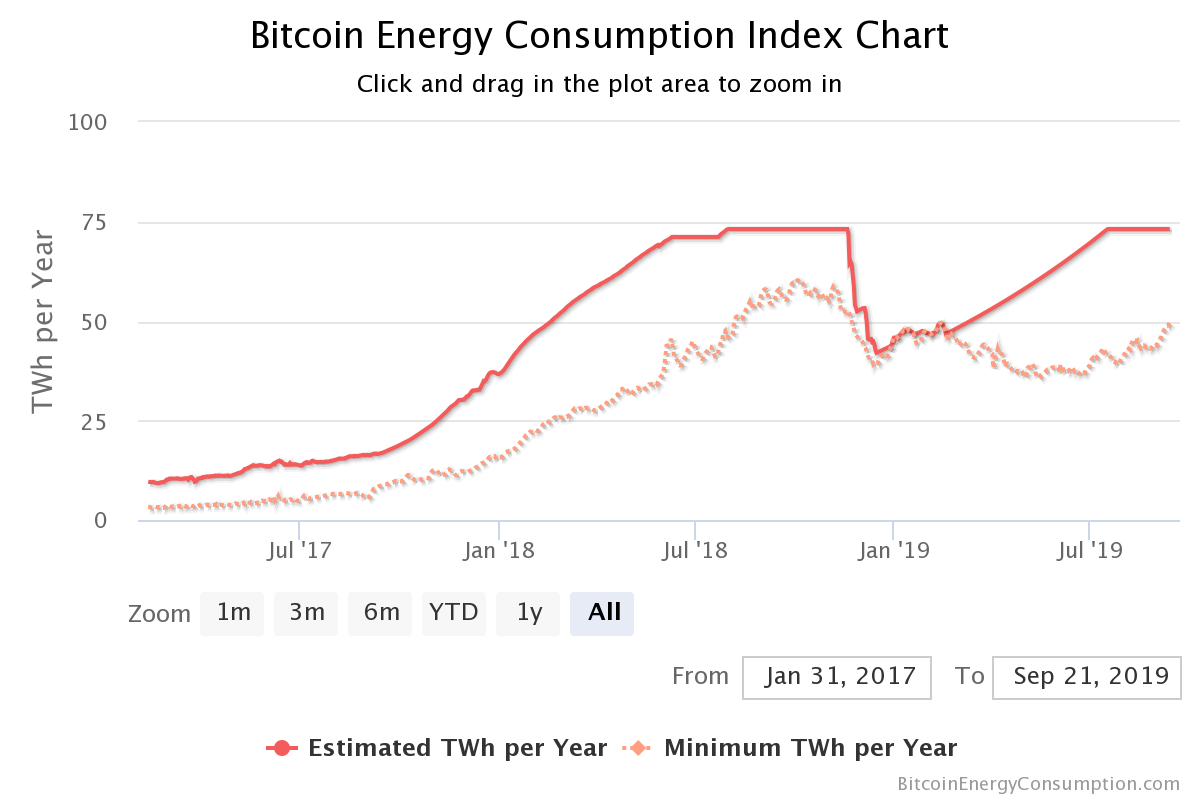 Bitcoin Energy Consumption Index Chart
Click and drag in the plot area to zoom in
TWh per Year
100
75
50
25
0
Jul '17 Jan '18 Jul '18 Jan '19 Jul '19
Zoom 1m 3m 6m YTD 1y All
From Jan 31, 2017 To Sep 21, 2019
Estimated TWh per Year Minimum TWh per Year
BitcoinEnergyConsumption.com